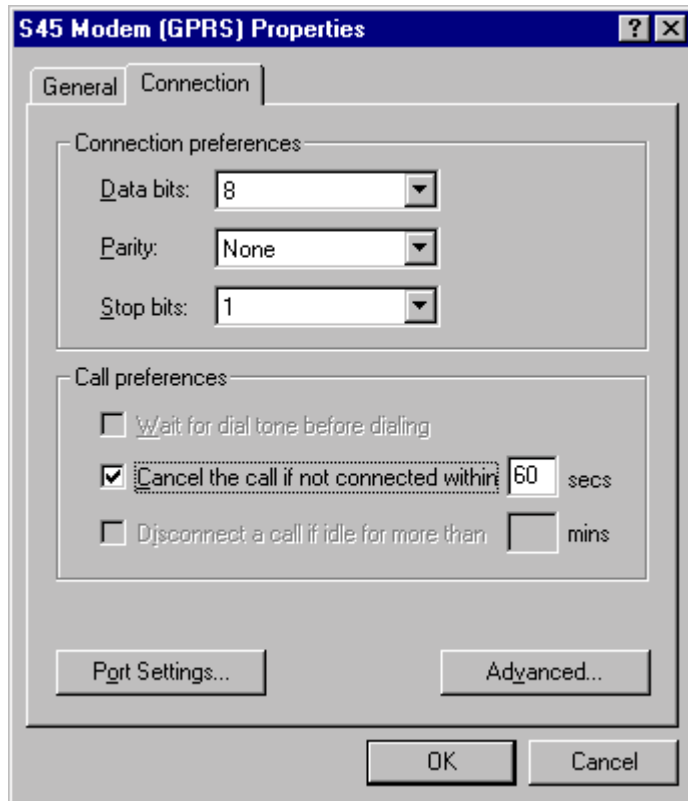 S45 Modem (GPRS) Properties
General Connection
Connection preferences
Data bits: 8
Parity: None
Stop bits: 1
Call preferences
Wait for dial tone before dialing
Cancel the call if not connected within 60 secs
Disconnect a call if idle for more than mins
Port Settings... Advanced...
OK Cancel